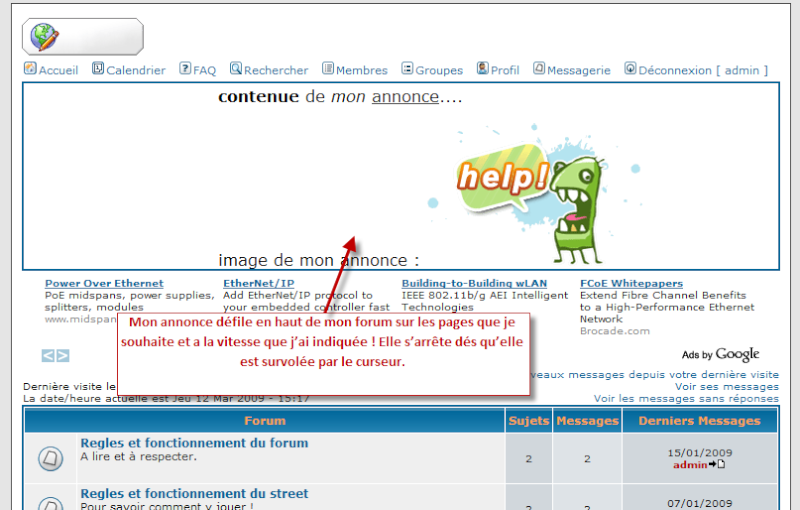 Accueil Calendrier FAQ Rechercher Membres Groupes Profil Messagerie Déconnexion [ admin ]
contenue de mon annonce....
help!
image de mon annonce :
Power Over Ethernet
PoE midspans, power supplies,
splitters, modules
www.midspan
EtherNet/IP
Add EtherNet/IP protocol to
your embedded controller fast
Building-to-Building wLAN
IEEE 802.11b/g AEI Intelligent
Technologies
FCoE Whitepapers
Extend Fibre Channel Benefits
to a High-Performance Ethernet
Network
Brocade.com
Mon annonce défile en haut de mon forum sur les pages que je
souhaite et a la vitesse que j'ai indiquée ! Elle s'arrête dés qu'elle
est survolée par le curseur.
Ads by Google
veaux messages depuis votre dernière visite
Dernière visite le
Voir ses messages
La date/heure actuelle est Jeu 12 Mar 2009 - 15:17
Voir les messages sans réponses
Forum Sujets Messages Derniers Messages
Regles et fonctionnement du forum
A lire et à respecter.
2 2
15/01/2009
admin
Regles et fonctionnement du street
Pour savoir comment y jouer !
2 2
07/01/2009